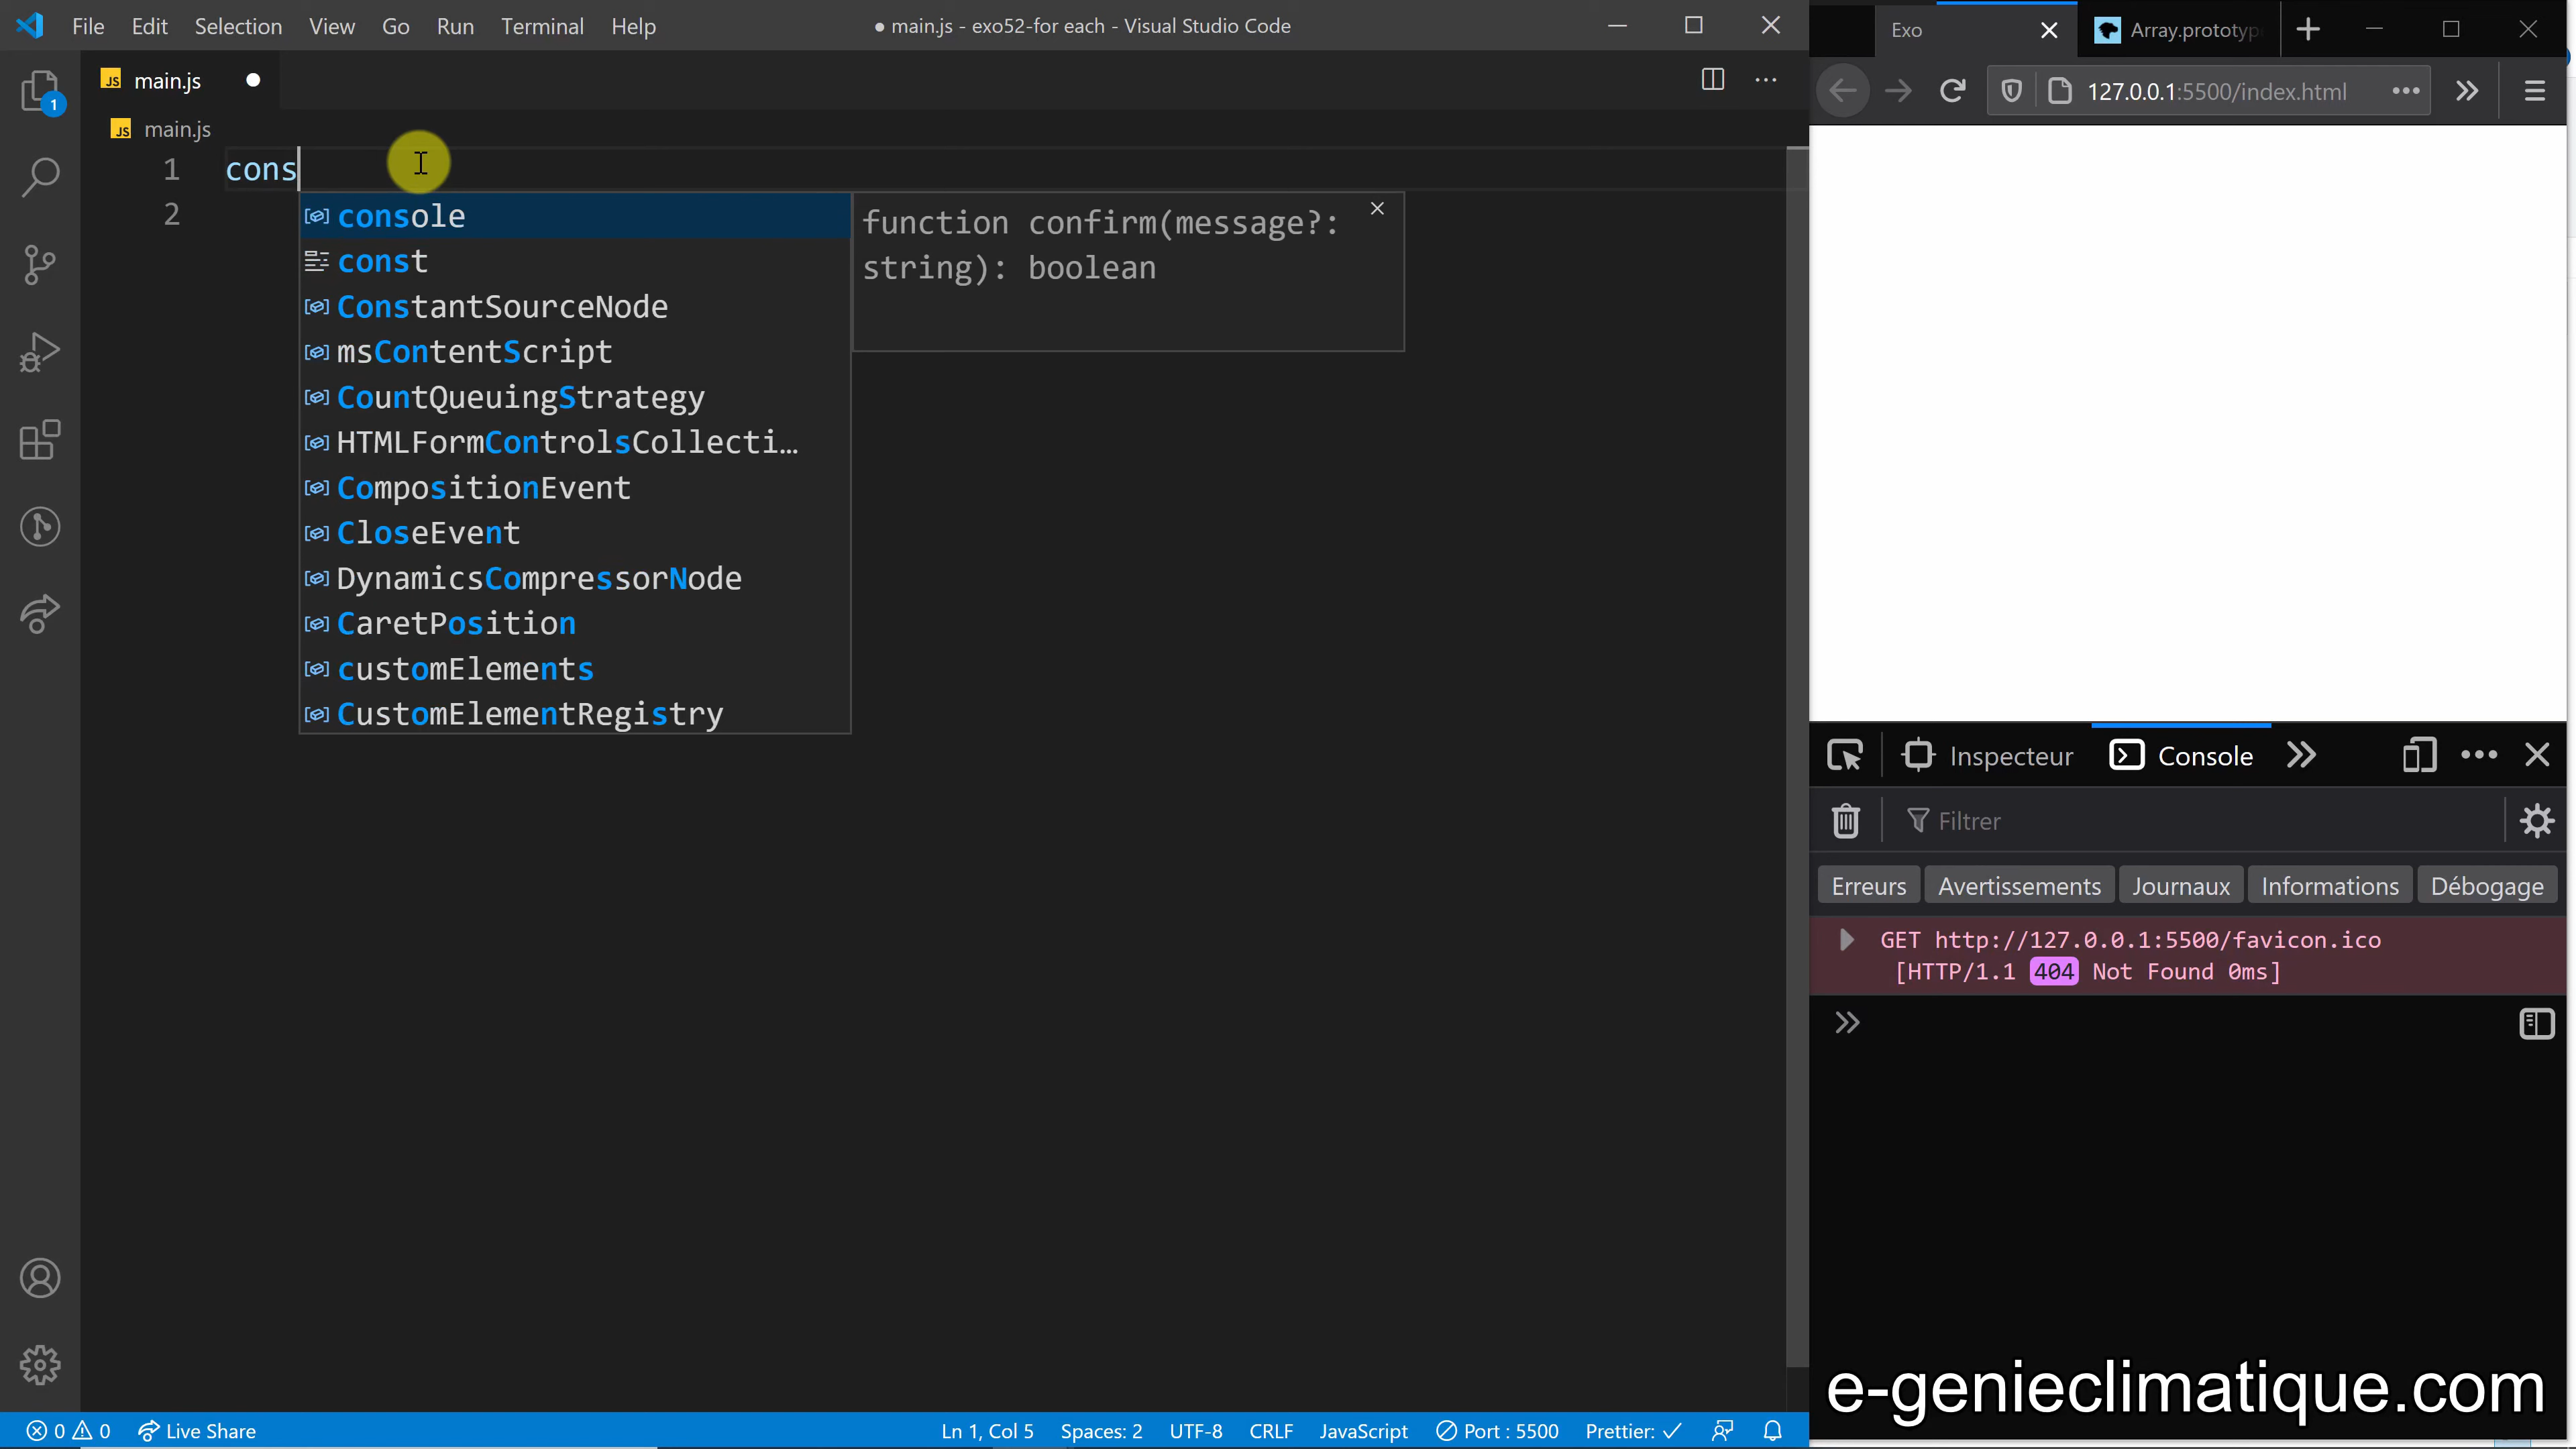 File Edit Selection View Go Run Terminal Help
● main.js - exo52-for each - Visual Studio Code
JS main.js
JS main.js
1 cons
2
console
const
ConstantSourceNode
msContentScript
CountQueuingStrategy
HTMLFormControlsCollecti...
CompositionEvent
CloseEvent
DynamicsCompressorNode
CaretPosition
customElements
CustomElementRegistry
function confirm(message?:
string): boolean
1
0 0 Live Share
Ln 1, Col 5 Spaces: 2 UTF-8 CRLF JavaScript Port : 5500 Prettier: ✓
Exo
Array.prototyp
127.0.0.1:5500/index.html
Inspecteur Console
Filtrer
Erreurs Avertissements Journaux Informations Débogage
GET http://127.0.0.1:5500/favicon.ico
[HTTP/1.1 404 Not Found 0ms]
e-genieclimatique.com